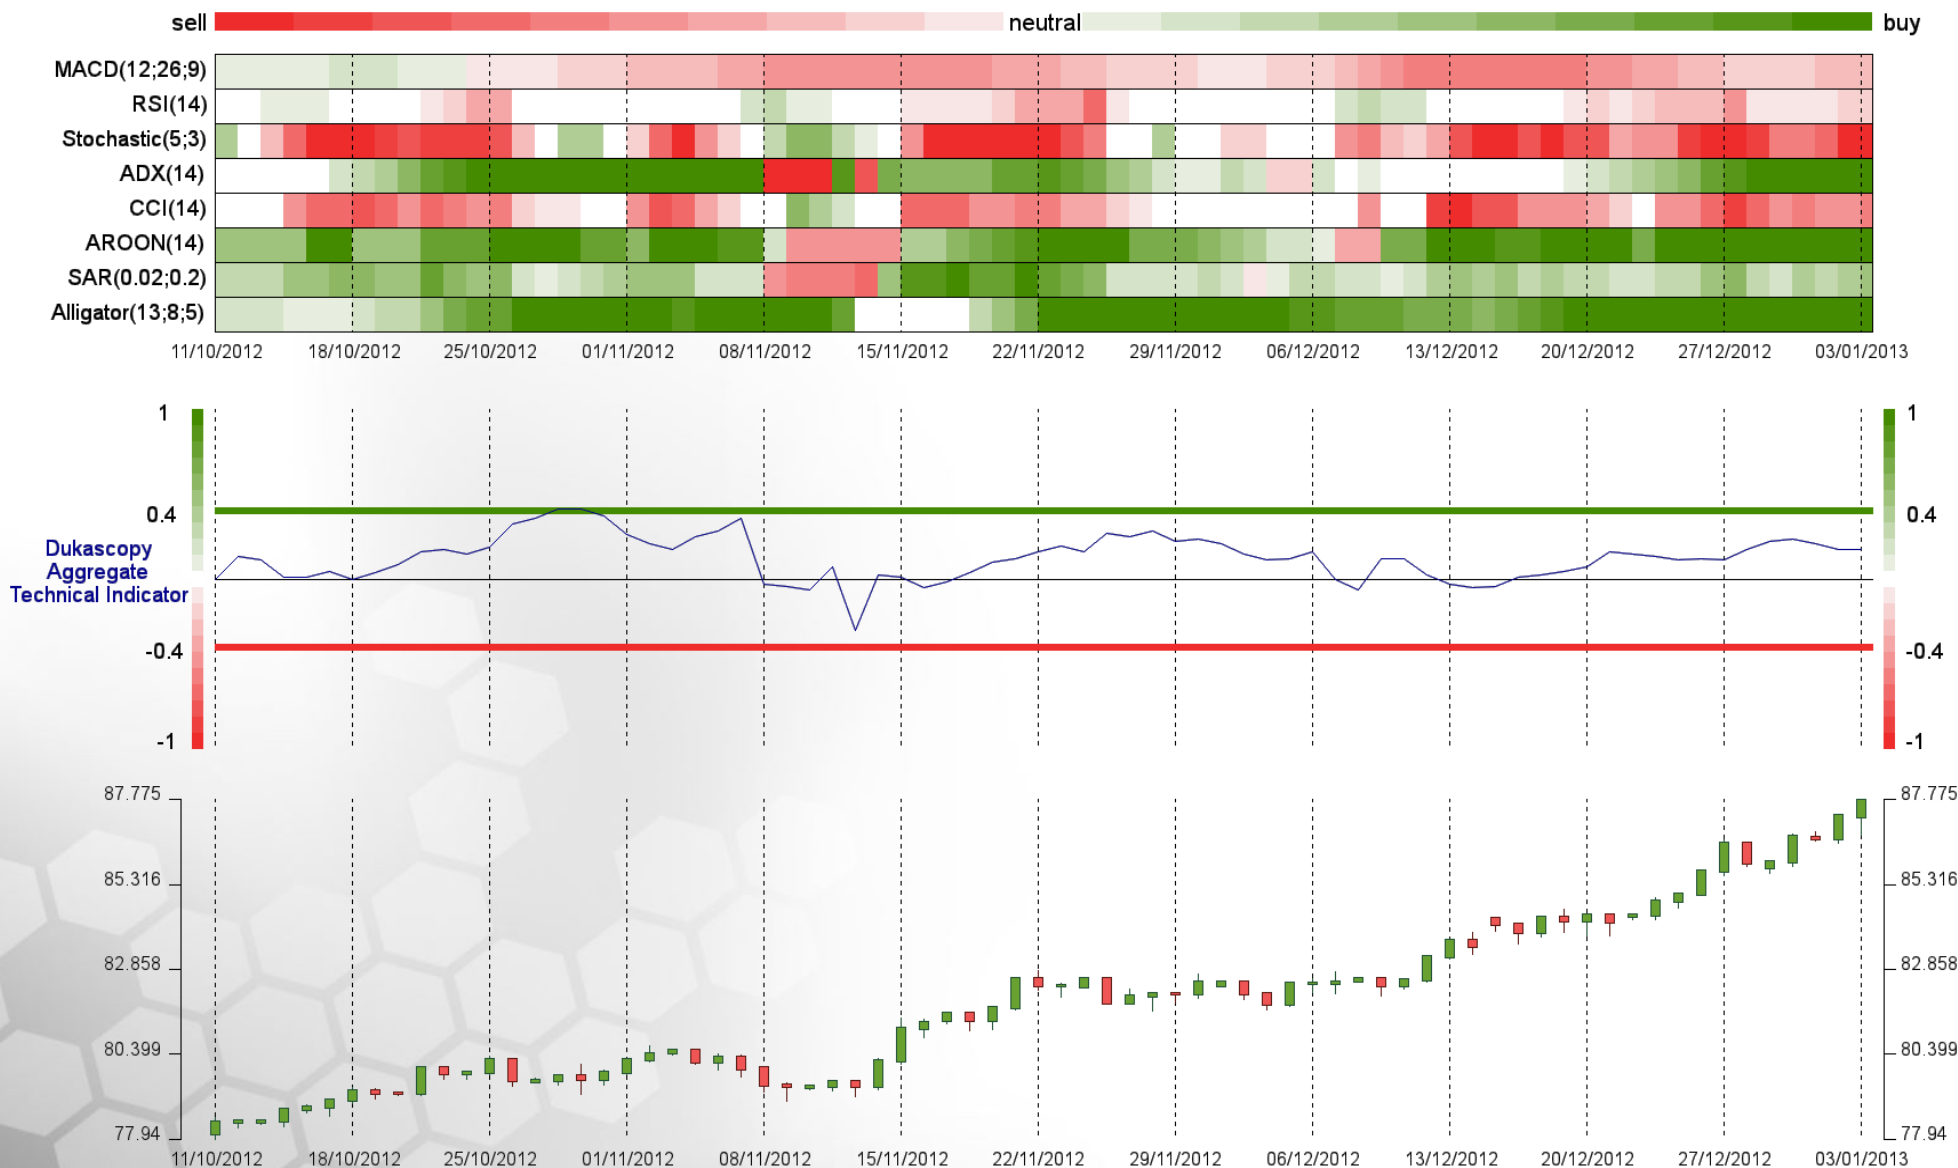 sell neutral buy
MACD(12;26;9)
RSI(14)
Stochastic(5;3)
ADX(14)
CCI(14)
AROON(14)
SAR(0.02;0.2)
Alligator(13;8;5)
11/10/2012 18/10/2012 25/10/2012 01/11/2012 08/11/2012 15/11/2012 22/11/2012 29/11/2012 06/12/2012 13/12/2012 20/12/2012 27/12/2012 03/01/2013
1 1
0.4 0.4
Dukascopy
Aggregate
Technical Indicator
-0.4 -0.4
-1 -1
87.775 87.775
85.316 85.316
82.858 82.858
80.399 80.399
77.94 77.94
11/10/2012 18/10/2012 25/10/2012 01/11/2012 08/11/2012 15/11/2012 22/11/2012 29/11/2012 06/12/2012 13/12/2012 20/12/2012 27/12/2012 03/01/2013